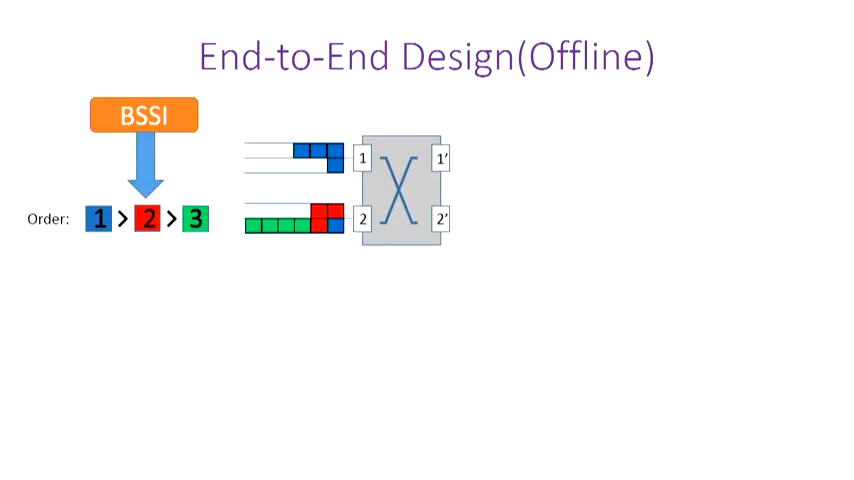 End-to-End Design(Offline)
BSSI
Order: 1 > 2 > 3
1 1'
2 2'